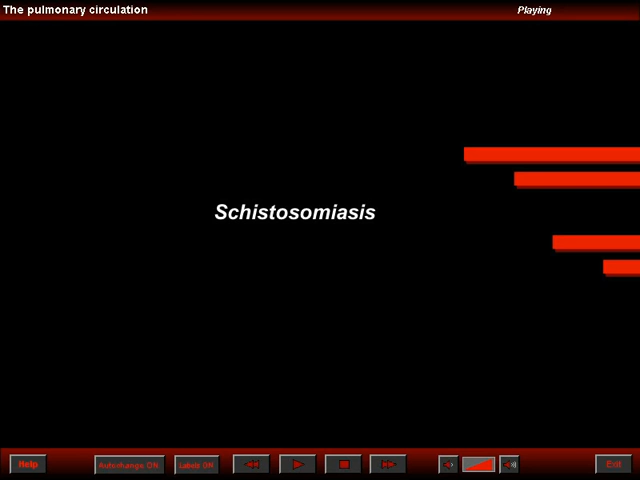 The pulmonary circulation
Playing
Schistosomiasis
Help
Autochange ON
Labels ON
Exit